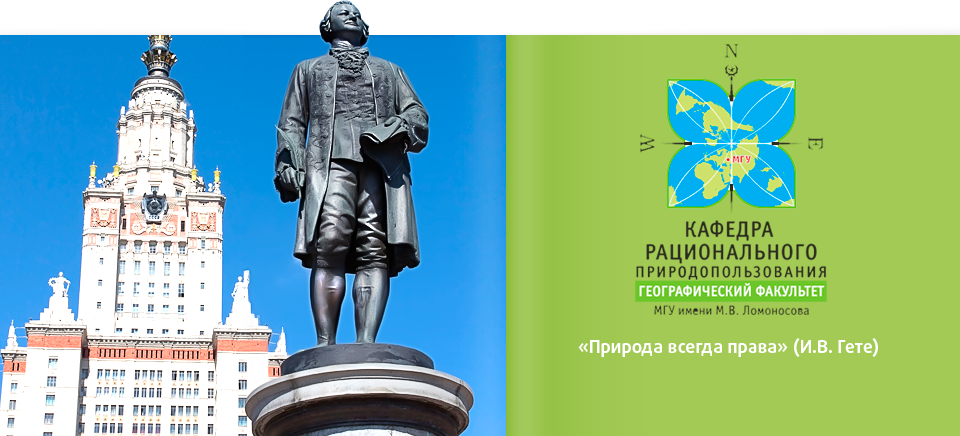 N
W
E
МГУ
КАФЕДРА
РАЦИОНАЛЬНОГО
ПРИРОДОПОЛЬЗОВАНИЯ
ГЕОГРАФИЧЕСКИЙ ФАКУЛЬТЕТ
МГУ имени М.В. Ломоносова
«Природа всегда права» (И.В. Гете)